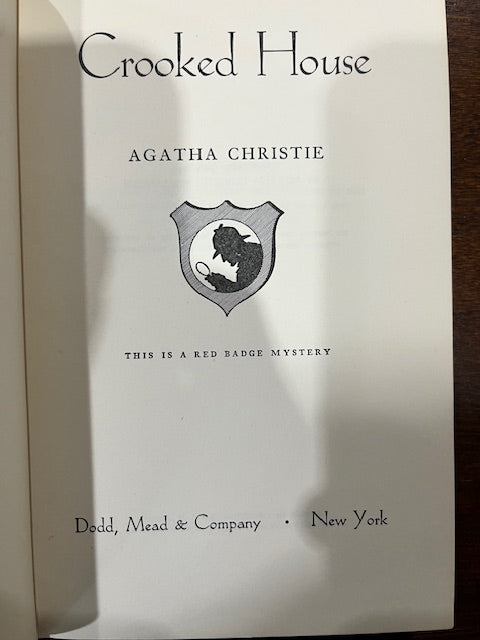 Crooked House
AGATHA CHRISTIE
THIS IS A RED BADGE MYSTERY
Dodd, Mead & Company · New York